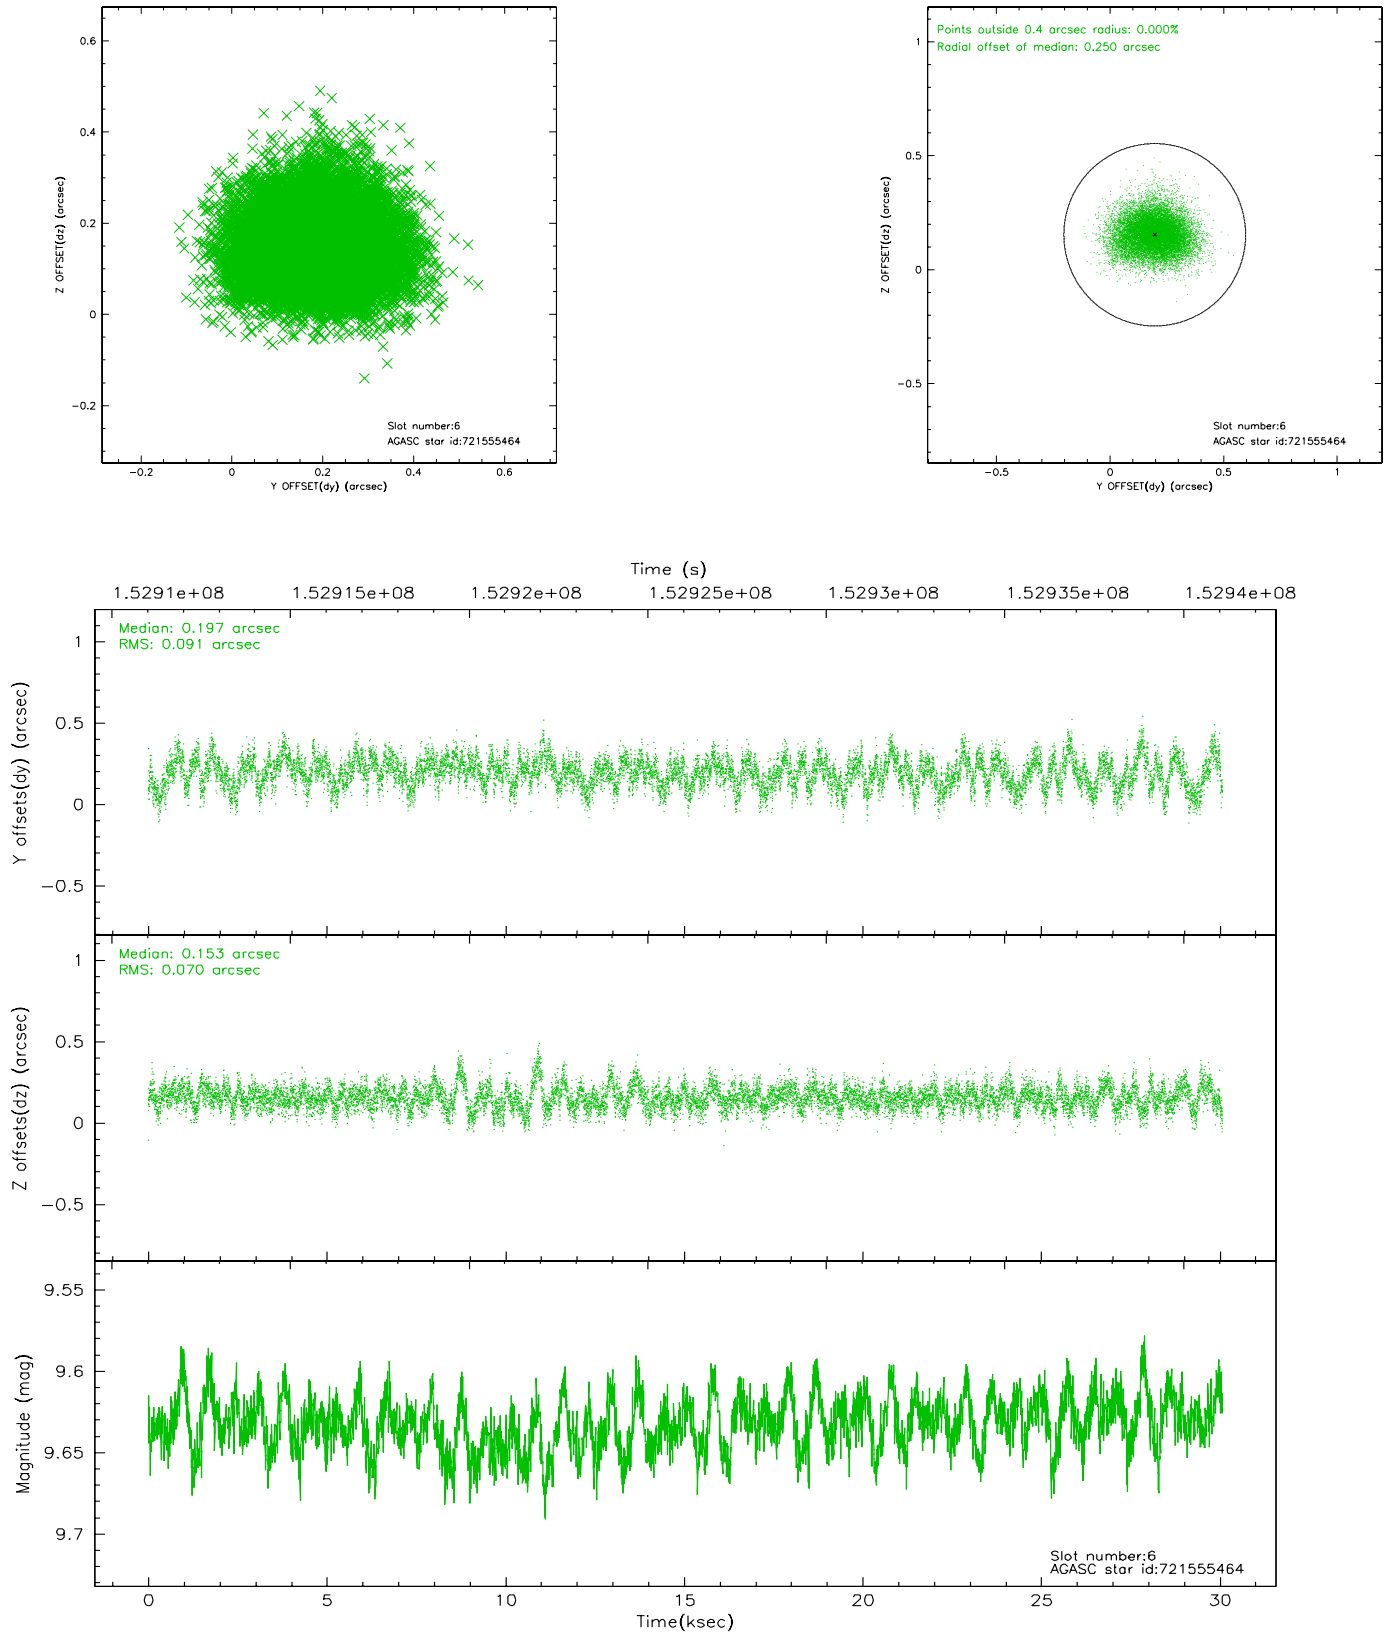 0.6
0.4
0.2
0
-0.2
Z OFFSET(dz) (arcsec)
Slot number:6
AGASC star id:721555464
-0.2 0 0.2 0.4 0.6
Y OFFSET(dy) (arcsec)
Points outside 0.4 arcsec radius: 0.000%
Radial offset of median: 0.250 arcsec
1
0.5
0
-0.5
Z OFFSET(dz) (arcsec)
Slot number:6
AGASC star id:721555464
-0.5 0 0.5 1
Y OFFSET(dy) (arcsec)
Time (s)
1.5291e+08 1.52915e+08 1.5292e+08 1.52925e+08 1.5293e+08 1.52935e+08 1.5294e+08
Median: 0.197 arcsec
RMS: 0.091 arcsec
1
0.5
0
-0.5
Y offsets(dy) (arcsec)
Median: 0.153 arcsec
RMS: 0.070 arcsec
1
0.5
0
-0.5
Z offsets(dz) (arcsec)
9.55
9.6
9.65
9.7
Magnitude (mag)
Slot number:6
AGASC star id:721555464
0 5 10 15 20 25 30
Time(ksec)